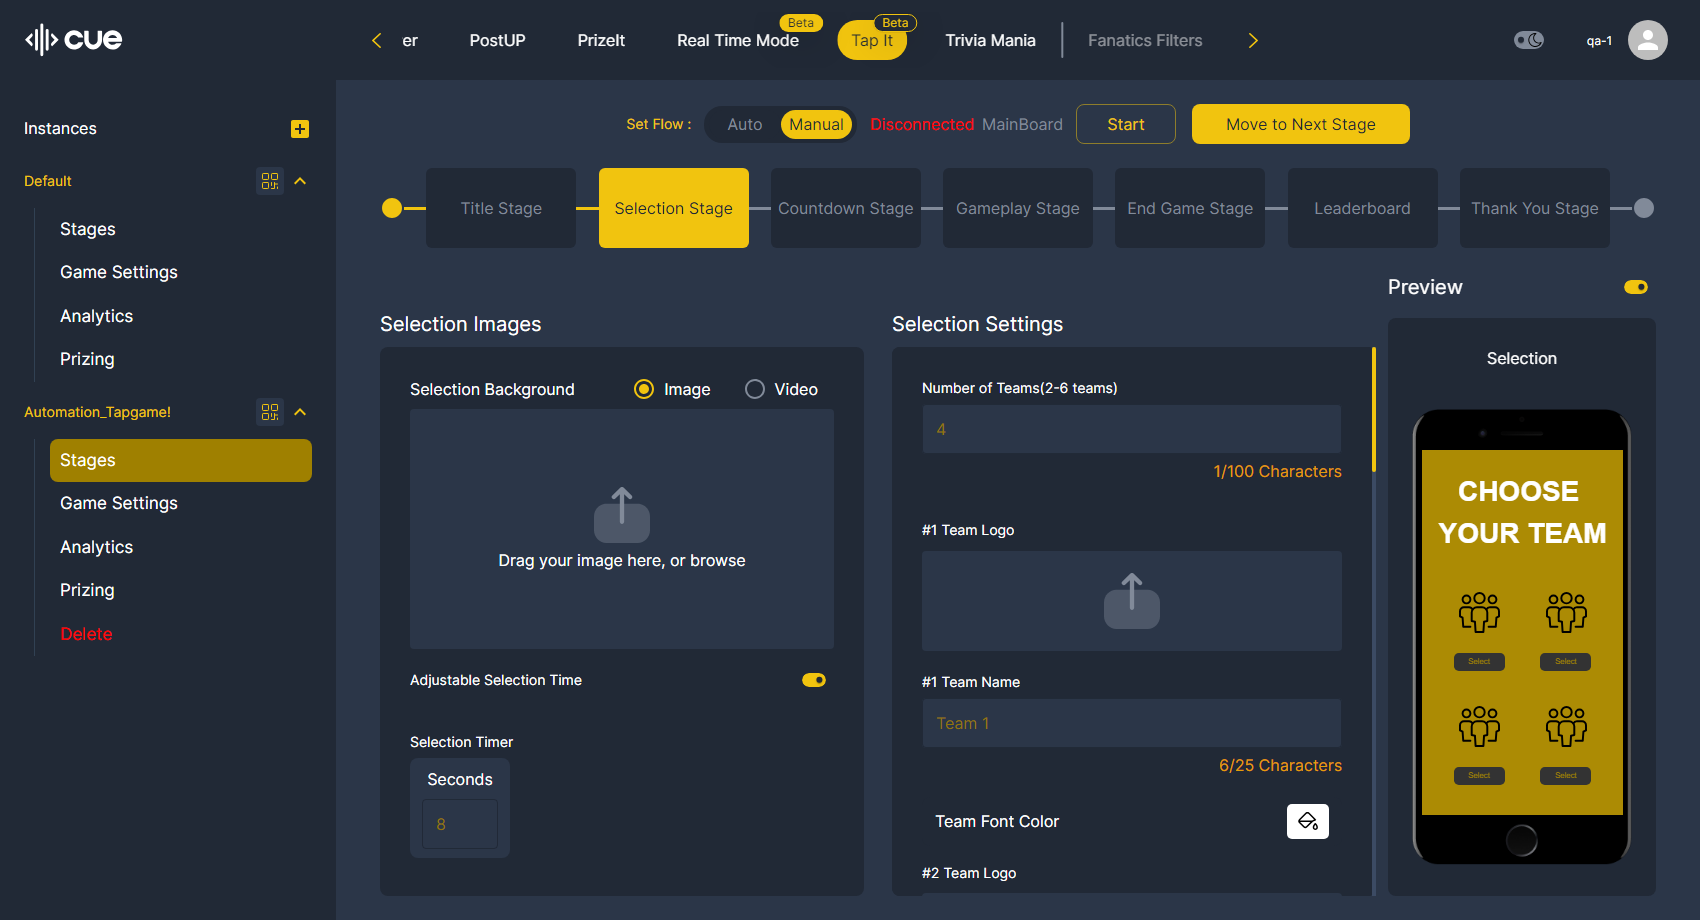 cue
er
PostUP
PrizeIt
Real Time Mode
Beta
Tap It
Beta
Trivia Mania
Fanatics Filters
qa-1
Instances
Default
Stages
Game Settings
Analytics
Prizing
Automation_Tapgame!
Stages
Game Settings
Analytics
Prizing
Delete
Set Flow :
Auto
Manual
Disconnected MainBoard
Start
Move to Next Stage
Title Stage
Selection Stage
Countdown Stage
Gameplay Stage
End Game Stage
Leaderboard
Thank You Stage
Selection Images
Selection Background
Image
Video
Drag your image here, or browse
Adjustable Selection Time
Selection Timer
Seconds
8
Selection Settings
Number of Teams(2-6 teams)
4
1/100 Characters
#1 Team Logo
#1 Team Name
Team 1
6/25 Characters
Team Font Color
#2 Team Logo
Preview
Selection
CHOOSE
YOUR TEAM
Select
Select
Select
Select